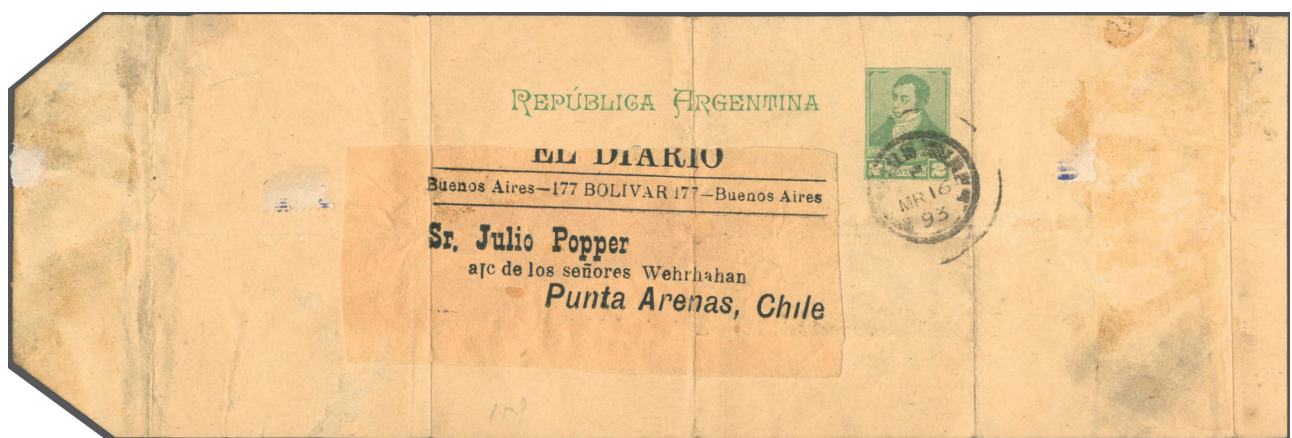 REPÚBLICA ARGENTINA
EL DIARIO
Buenos Aires—177 BOLIVAR 177—Buenos Aires
Sr. Julio Popper
a[c de los señores Wehrhahan
Punta Arenas, Chile
2
MR 16
93